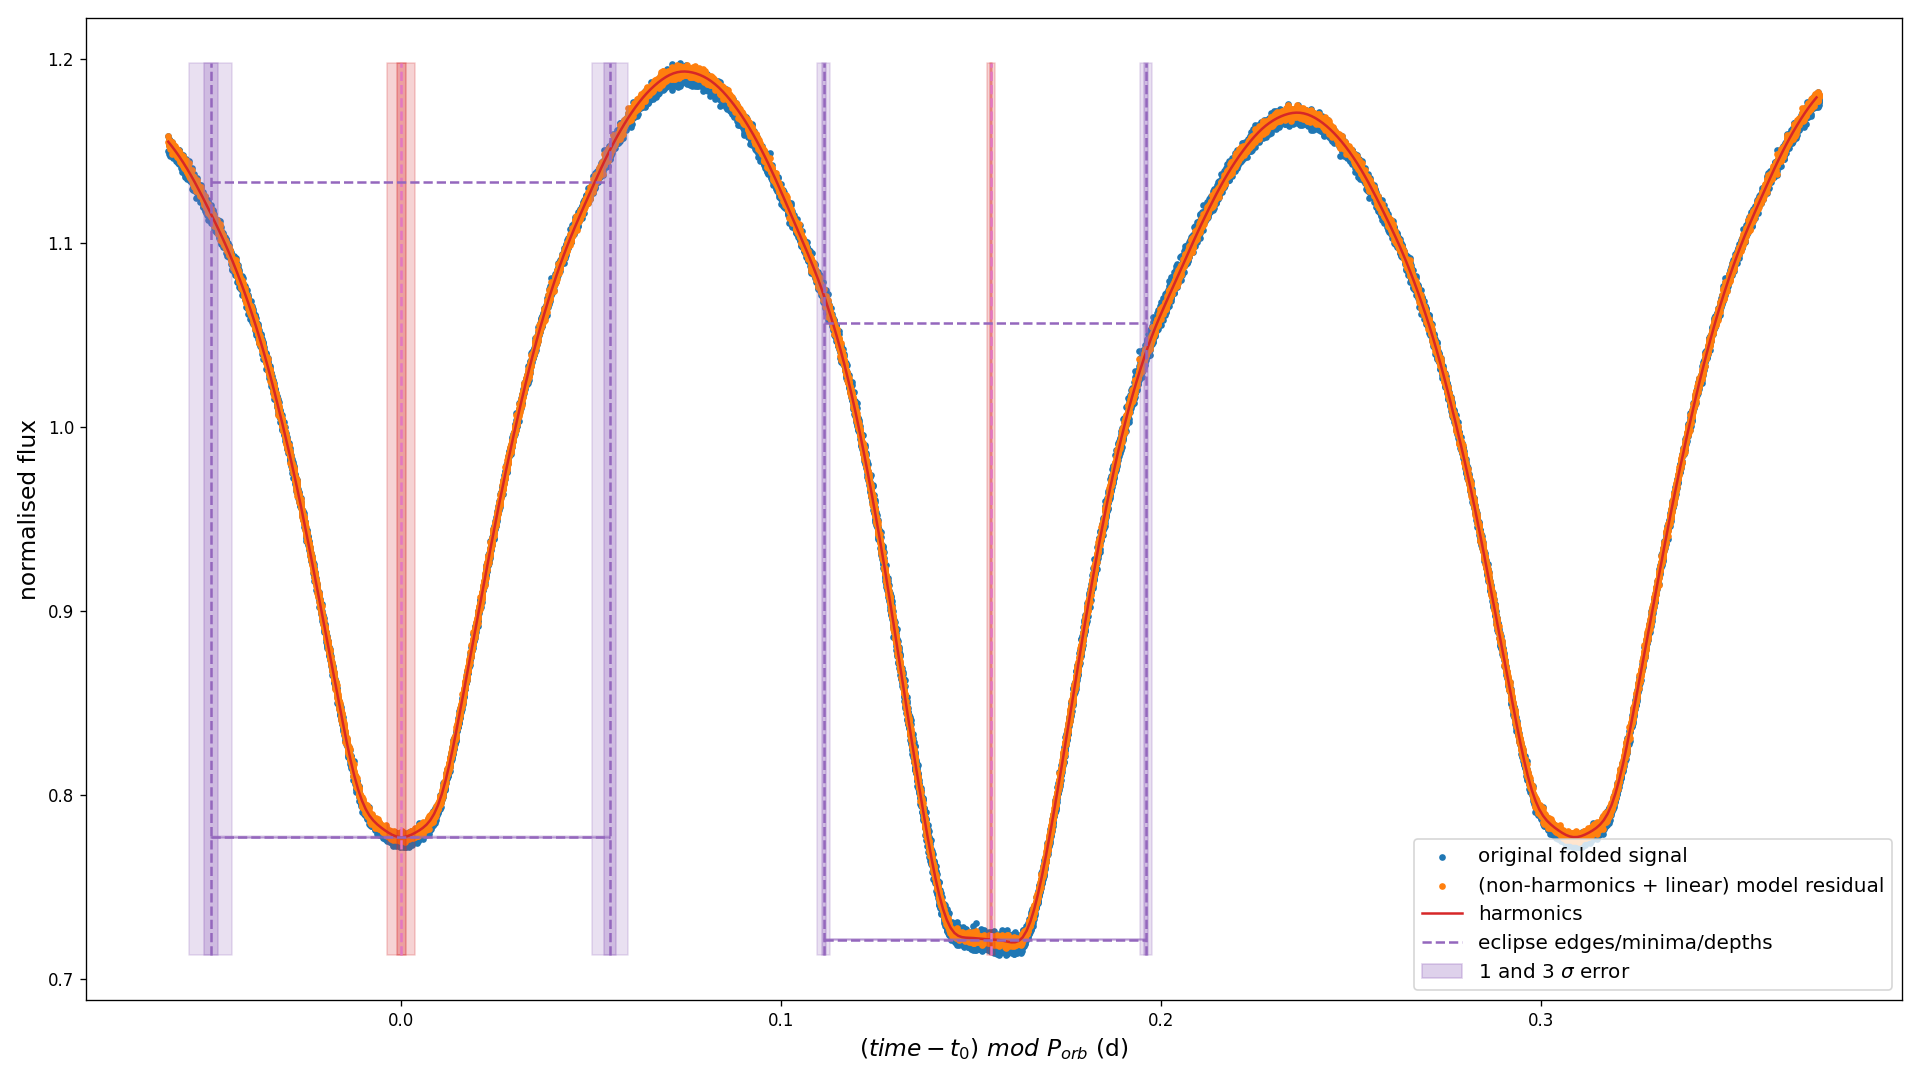 1.2
1.1
1.0
0.9
0.8
0.7
normalised flux
0.0 0.1 0.2 0.3
(time − t₀) mod Pₒᵣb (d)
original folded signal
(non-harmonics + linear) model residual
harmonics
eclipse edges/minima/depths
1 and 3 σ error